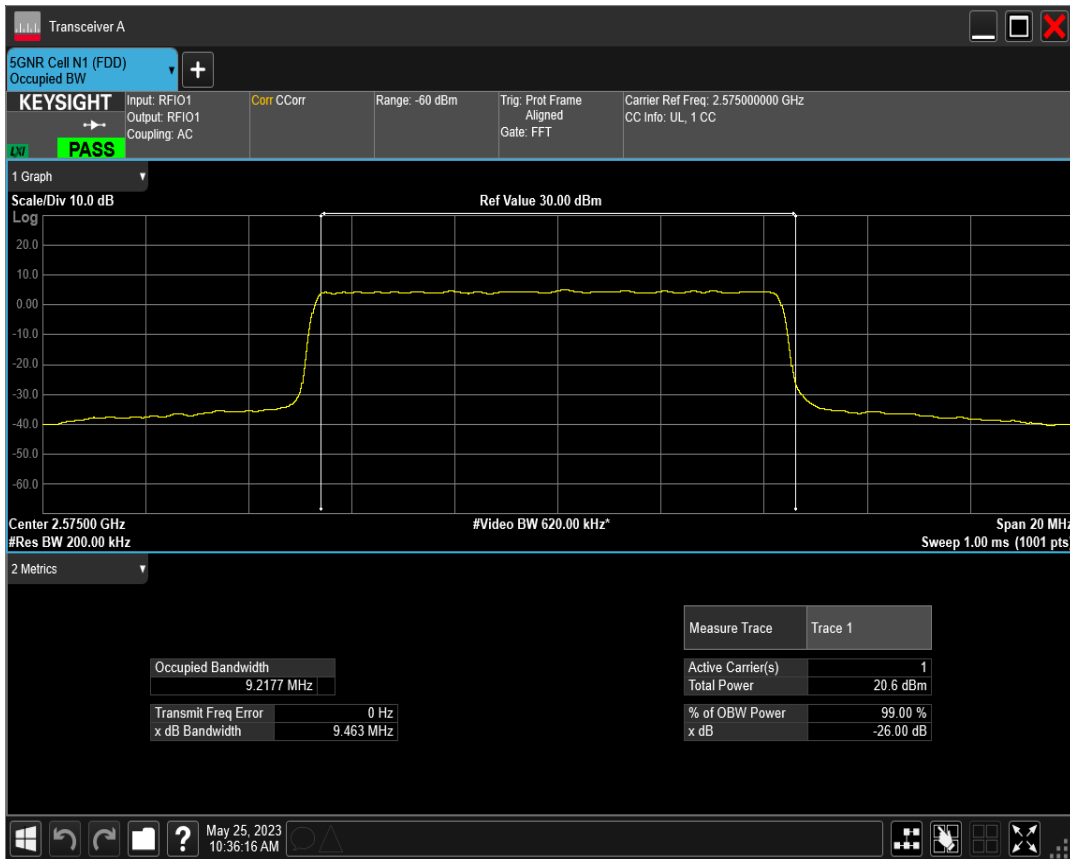 Transceiver A
5GNR Cell N1 (FDD)
Occupied BW
+
KEYSIGHT
LXI
PASS
Input: RFIO1
Output: RFIO1
Coupling: AC
Corr CCorr
Range: -60 dBm
Trig: Prot Frame
Aligned
Gate: FFT
Carrier Ref Freq: 2.575000000 GHz
CC Info: UL, 1 CC
1 Graph
Scale/Div 10.0 dB
Ref Value 30.00 dBm
Log
20.0
10.0
0.00
-10.0
-20.0
-30.0
-40.0
-50.0
-60.0
Center 2.57500 GHz
#Video BW 620.00 kHz*
Span 20 MHz
#Res BW 200.00 kHz
Sweep 1.00 ms (1001 pts)
2 Metrics
Measure Trace Trace 1
Occupied Bandwidth
9.2177 MHz
Active Carrier(s) 1
Total Power 20.6 dBm
Transmit Freq Error 0 Hz
x dB Bandwidth 9.463 MHz
% of OBW Power 99.00 %
x dB -26.00 dB
?
May 25, 2023
10:36:16 AM